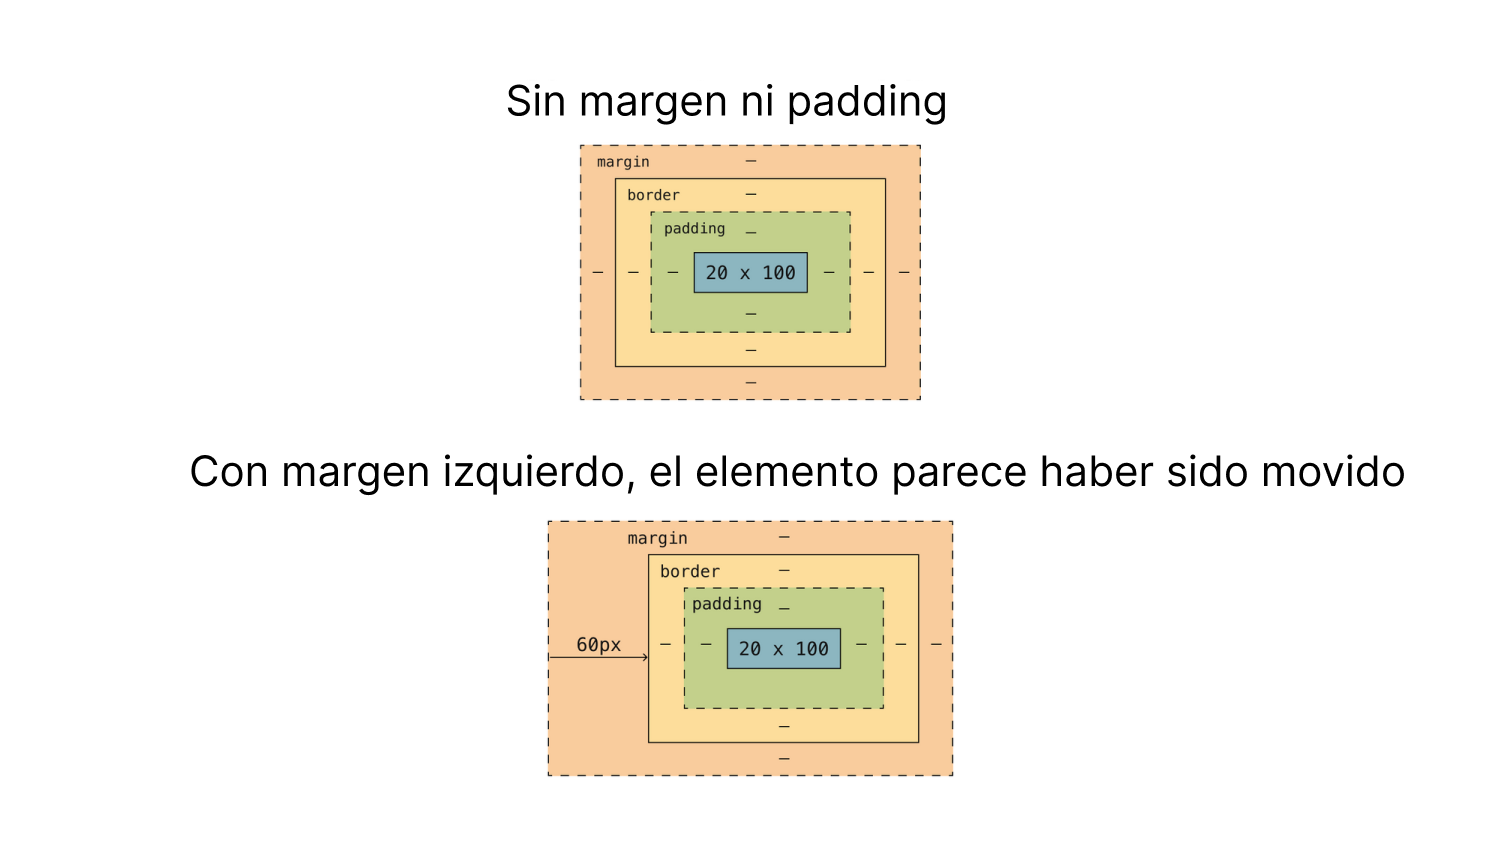 Sin margen ni padding
margin –
border –
padding –
– – – 20 x 100 – – –
–
–
–
Con margen izquierdo, el elemento parece haber sido movido
margin –
border –
padding –
60px – – 20 x 100 – – –
–
–